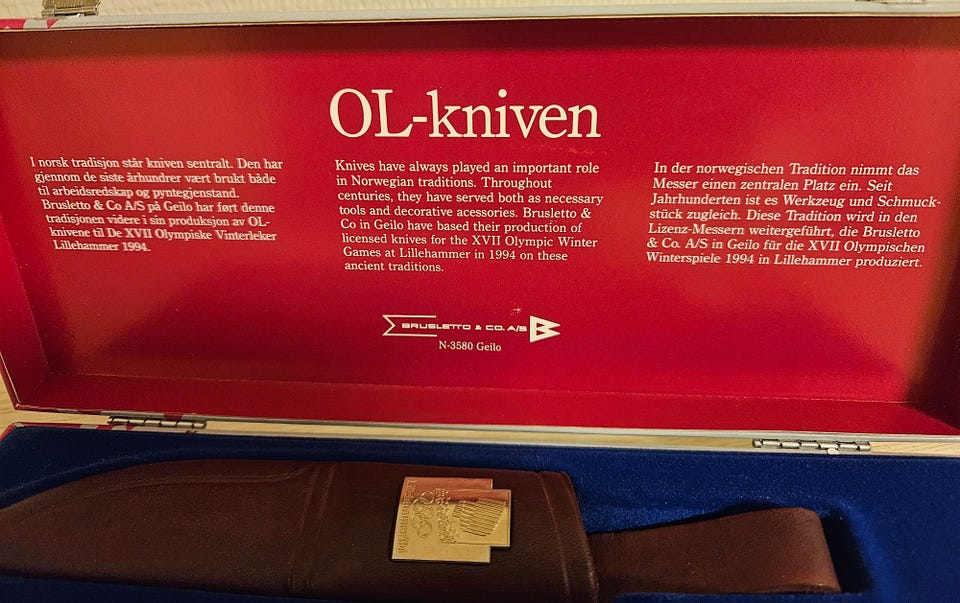 OL-kniven
I norsk tradisjon står kniven sentralt. Den har
gjennom de siste århundrer vært brukt både
til arbeidsredskap og pyntegjenstand.
Brusletto & Co A/S på Geilo har ført denne
tradisjonen videre i sin produksjon av OL-
knivene til De XVII Olympiske Vinterleker
Lillehammer 1994.
Knives have always played an important role
in Norwegian traditions. Throughout
centuries, they have served both as necessary
tools and decorative acessories. Brusletto &
Co in Geilo have based their production of
licensed knives for the XVII Olympic Winter
Games at Lillehammer in 1994 on these
ancient traditions.
In der norwegischen Tradition nimmt das
Messer einen zentralen Platz ein. Seit
Jahrhunderten ist es Werkzeug und Schmuck-
stück zugleich. Diese Tradition wird in den
Lizenz-Messern weitergeführt, die Brusletto
& Co. A/S in Geilo für die XVII Olympischen
Winterspiele 1994 in Lillehammer produziert.
BRUSLETTO & CO. A/S B
N-3580 Geilo